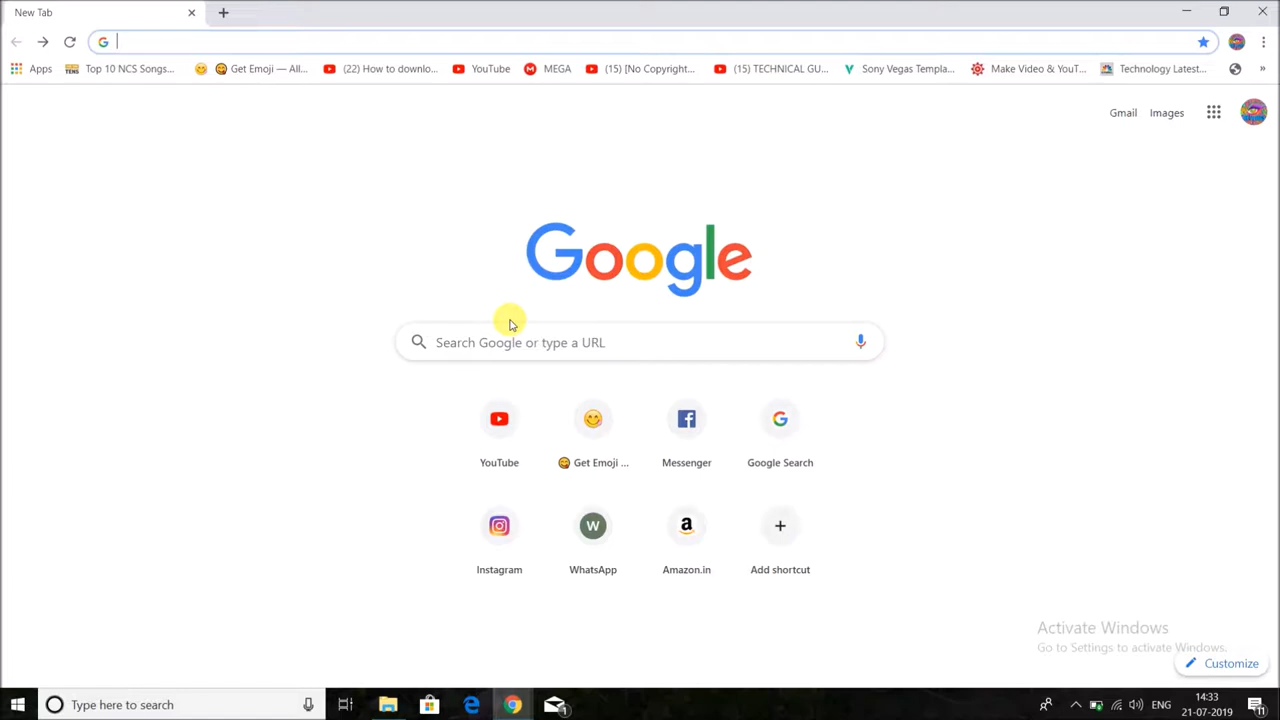 New Tab
Apps
TENS
Top 10 NCS Songs...
Get Emoji — All...
(22) How to downlo...
YouTube
MEGA
(15) [No Copyright...
(15) TECHNICAL GU...
Sony Vegas Templa...
Make Video & YouT...
Technology Latest...
»
Gmail
Images
Google
Search Google or type a URL
YouTube
Get Emoji ...
Messenger
Google Search
W
Instagram
WhatsApp
Amazon.in
Add shortcut
Activate Windows
Go to Settings to activate Windows.
Customize
Type here to search
1
ENG
14:33
21-07-2019
11